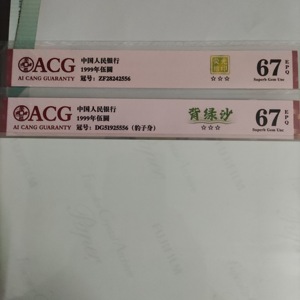 ACG
AI CANG GUARANTY
中国人民银行
1999年伍圆
冠号：ZF28242556
☆☆☆
67 EPQ
Superb Gem Unc
ACG
AI CANG GUARANTY
中国人民银行
1999年伍圆
冠号：DG51925556（豹子身）
背绿沙
☆☆☆
67 EPQ
Superb Gem Unc